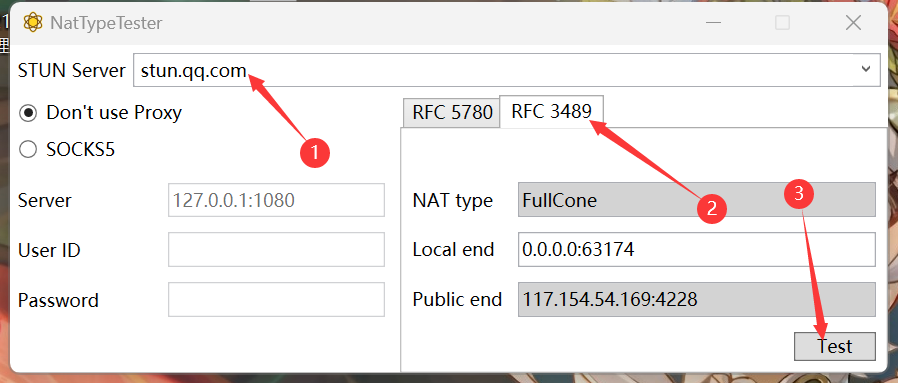 NatTypeTester
STUN Server
stun.qq.com
Don't use Proxy
SOCKS5
Server
127.0.0.1:1080
User ID
Password
RFC 5780
RFC 3489
NAT type
FullCone
Local end
0.0.0.0:63174
Public end
117.154.54.169:4228
Test
1
2
3